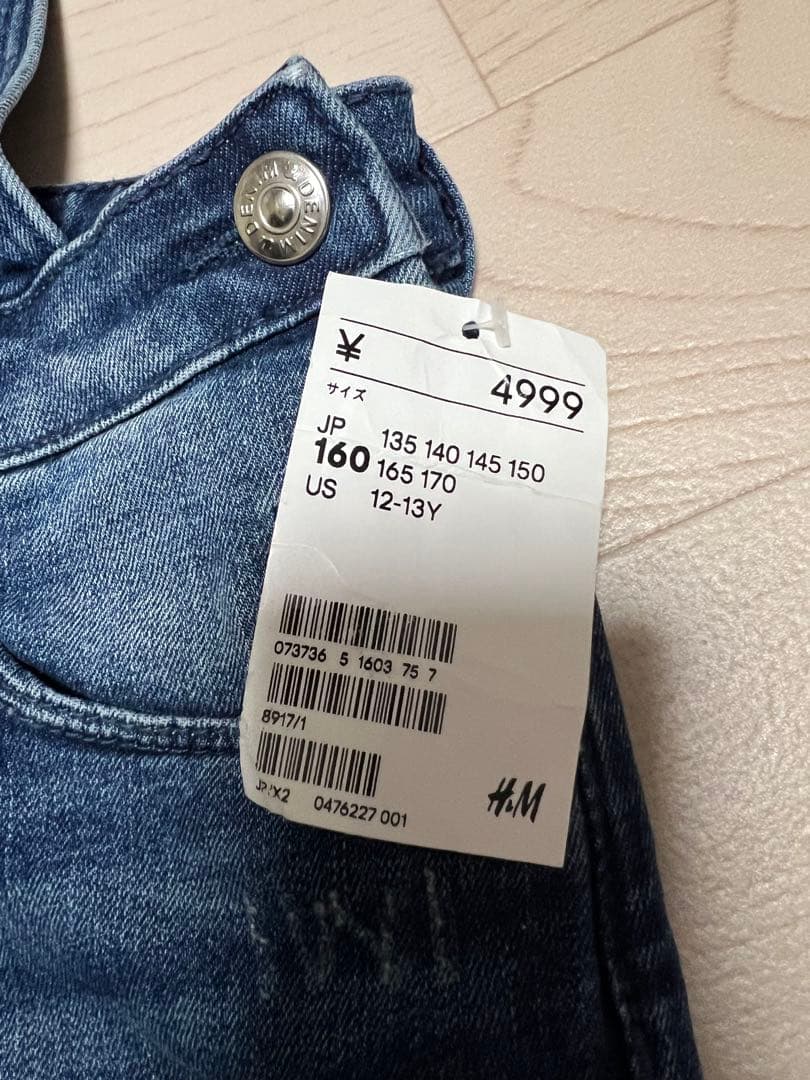 DENIM & DENIM &
¥
4999
サイズ
JP 135 140 145 150
160 165 170
US 12-13Y
073736 5 1603 75 7
8917/1
0476227 001
H&M